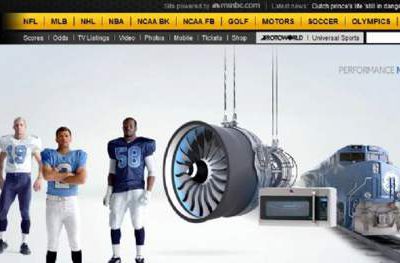 Site powered by msnbc.com | Latest news: Dutch prince's life 'still in dange
NFL MLB NHL NBA NCAA BK NCAA FB GOLF MOTORS SOCCER OLYMPICS
Scores | Odds | TV Listings | Video | Photos | Mobile | Tickets | Shop ROTOWORLD Universal Sports
PERFORMANCE
19 2 58